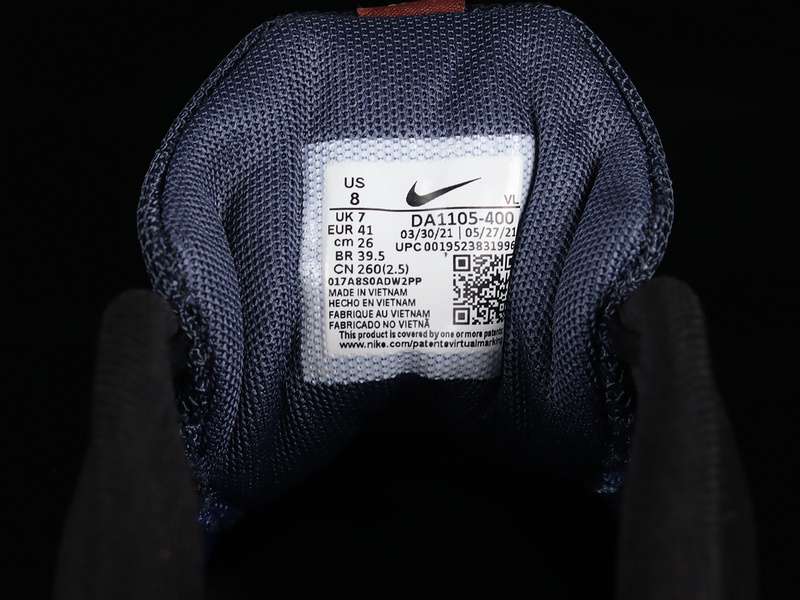 US
8
VL
UK 7
DA1105-400
EUR 41
03/30/21 | 05/27/21
cm 26
UPC 0019523831996
BR 39.5
CN 260(2.5)
017A8S0ADW2PP
MADE IN VIETNAM
HECHO EN VIETNAM
FABRIQUE AU VIETNAM
FABRICADO NO VIETNÃ
This product is covered by one or more patents
www.nike.com/patentsvirtualmarking